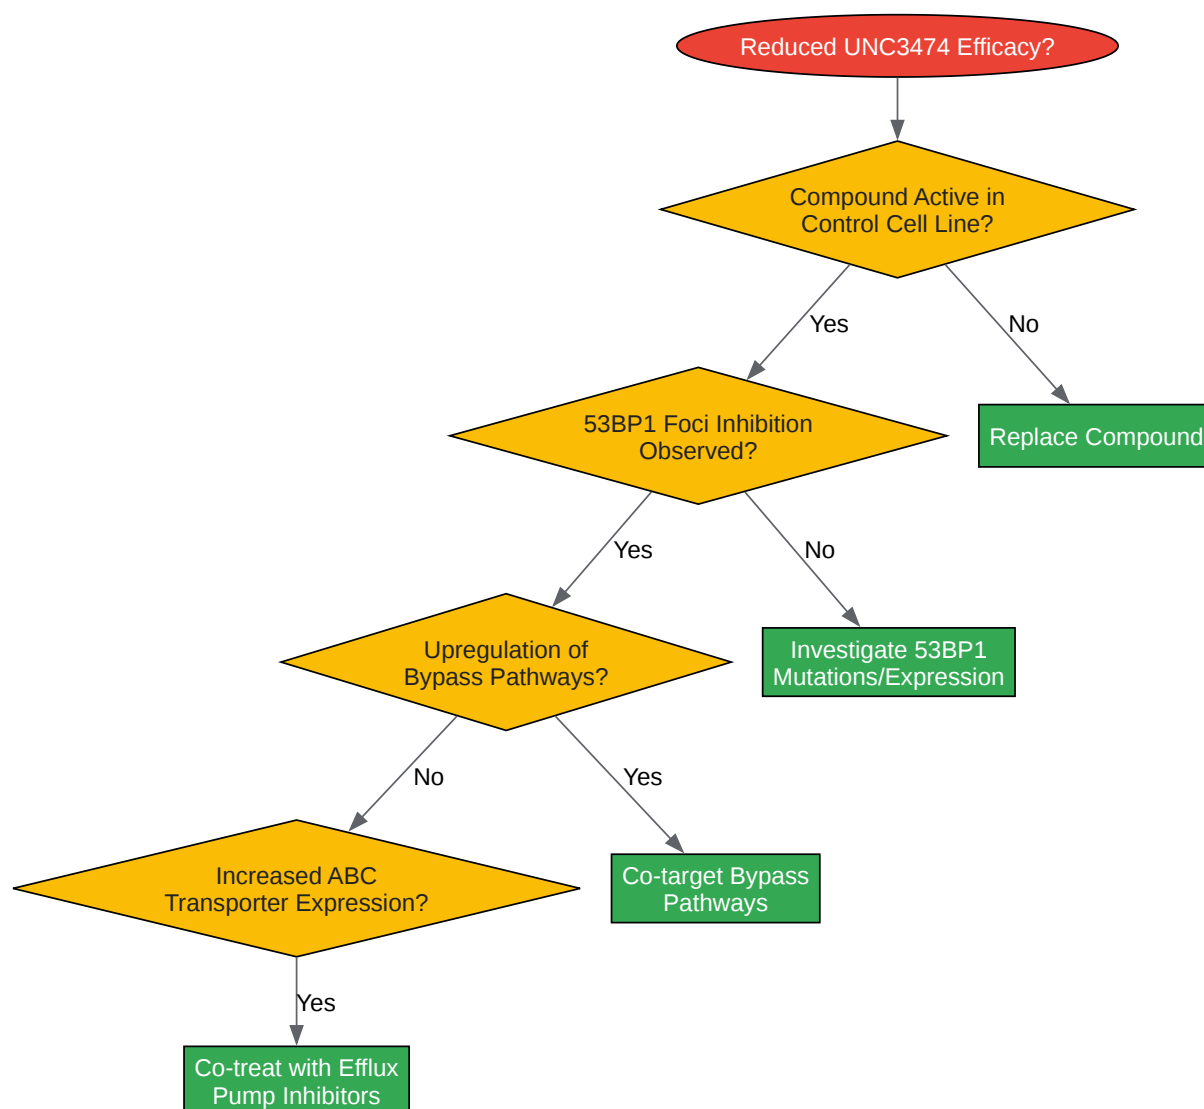 Reduced UNC3474 Efficacy?
Compound Active in
Control Cell Line?
Yes
No
53BP1 Foci Inhibition
Observed?
Replace Compound
Yes
No
Upregulation of
Bypass Pathways?
Investigate 53BP1
Mutations/Expression
No
Yes
Increased ABC
Transporter Expression?
Co-target Bypass
Pathways
Yes
Co-treat with Efflux
Pump Inhibitors